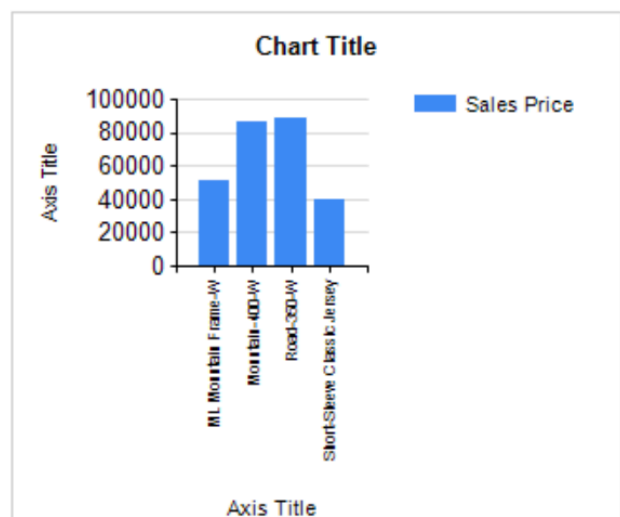 Chart Title
Sales Price
Axis Title
100000
80000
60000
40000
20000
0
ML Mountain Frame-W
Mountain-400-W
Road-350-W
Short-Sleeve Classic Jersey
Axis Title